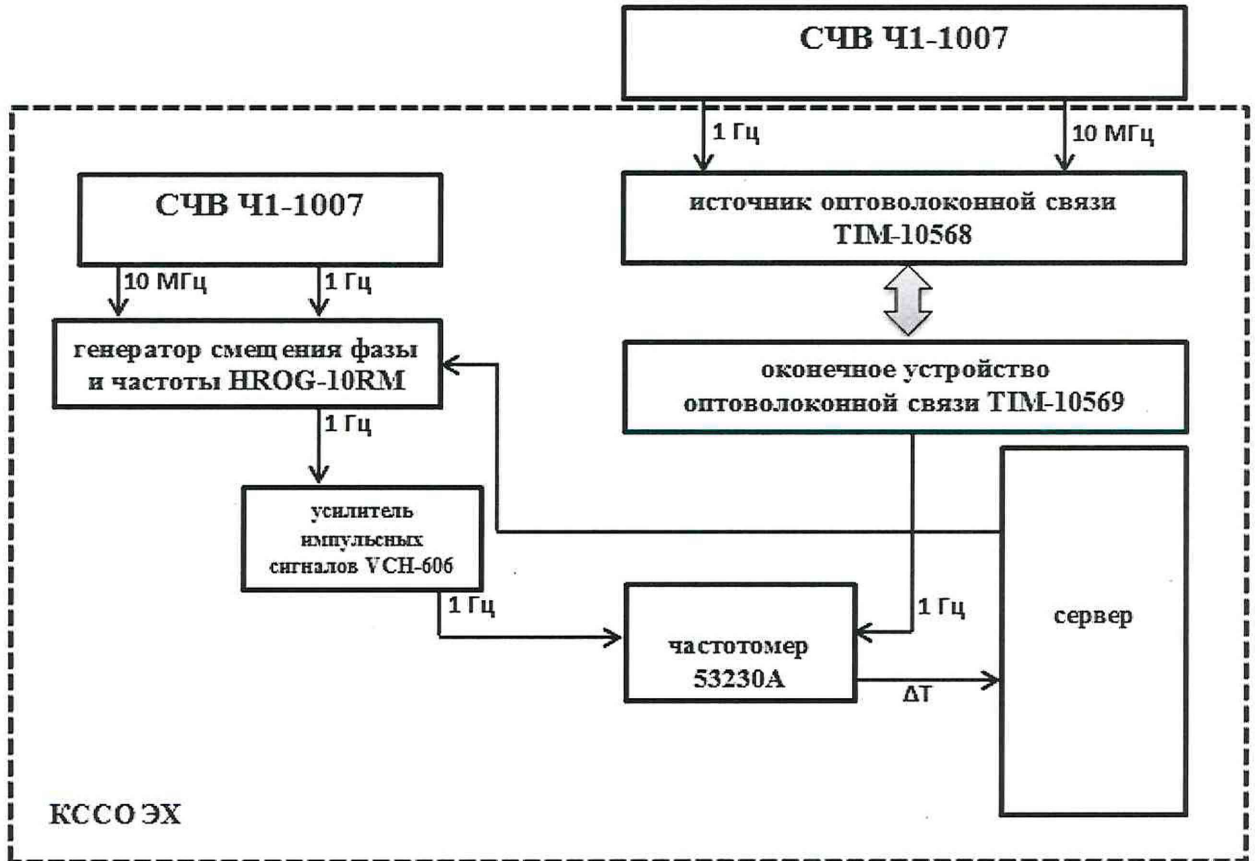 СЧВ Ч1-1007
1 Гц
10 МГц
СЧВ Ч1-1007
источник оптоволоконной связи
TIM-10568
10 МГц
1 Гц
генератор смещения фазы
и частоты HROG-10RM
оконечное устройство
оптоволоконной связи TIM-10569
1 Гц
усилитель
импульсных
сигналов VCH-606
1 Гц
1 Гц
частотомер
53230A
сервер
ΔT
КССО ЭХ